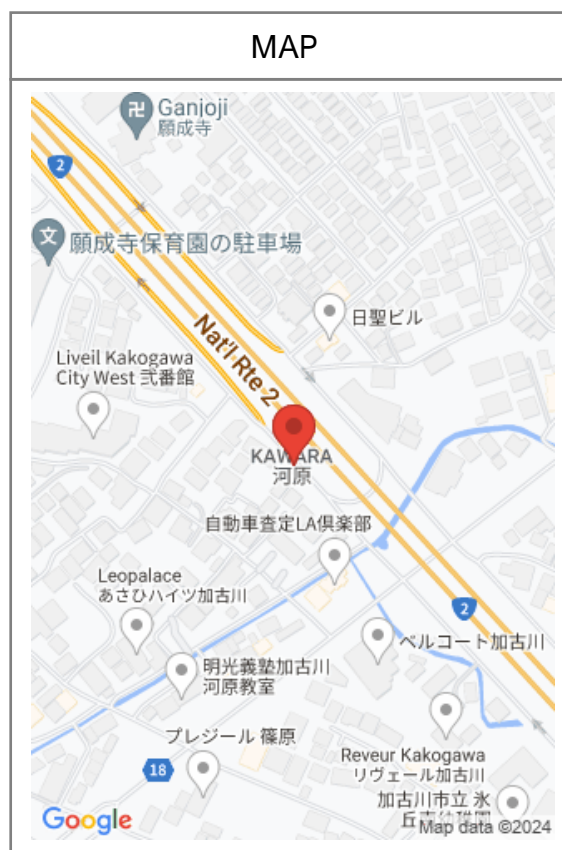 MAP
卍
Ganjoji
願成寺
2
文
願成寺保育園の駐車場
日聖ビル
Nat'l Rte 2
Liveil Kakogawa
City West 弐番館
KAWARA
河原
自動車査定LA倶楽部
Leopalace
あさひハイツ加古川
2
ベルコート加古川
明光義塾加古川
河原教室
プレジール 篠原
18
Reveur Kakogawa
リヴェール加古川
加古川市立 氷
Google
Map data ©2024